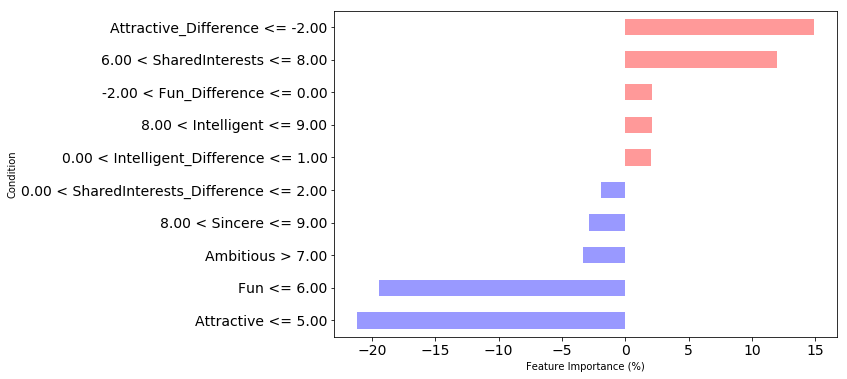 Attractive_Difference <= -2.00
6.00 < SharedInterests <= 8.00
-2.00 < Fun_Difference <= 0.00
8.00 < Intelligent <= 9.00
0.00 < Intelligent_Difference <= 1.00
0.00 < SharedInterests_Difference <= 2.00
8.00 < Sincere <= 9.00
Ambitious > 7.00
Fun <= 6.00
Attractive <= 5.00
Condition
−20 −15 −10 −5 0 5 10 15
Feature Importance (%)